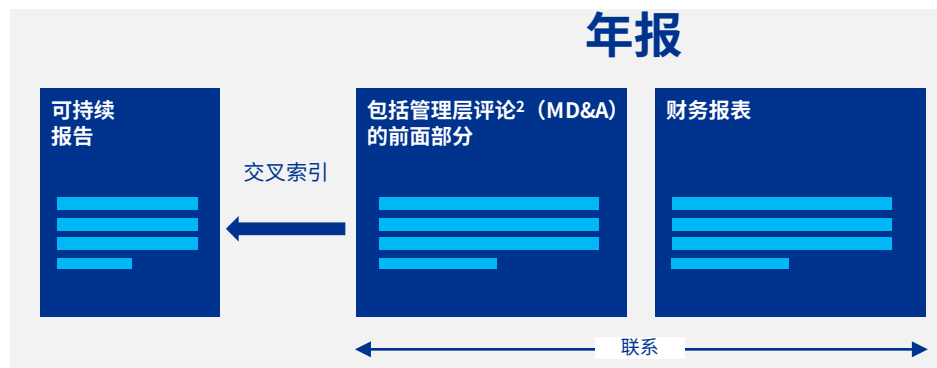 年报
可持续
报告
交叉索引
包括管理层评论²（MD&A）
的前面部分
财务报表
联系